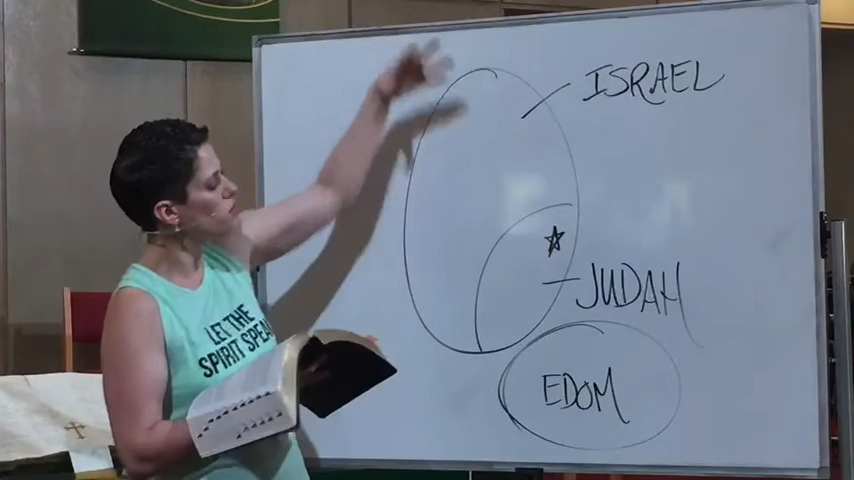 ISRAEL
JUDAH
EDOM
LET THE
SPIRIT SPEAK